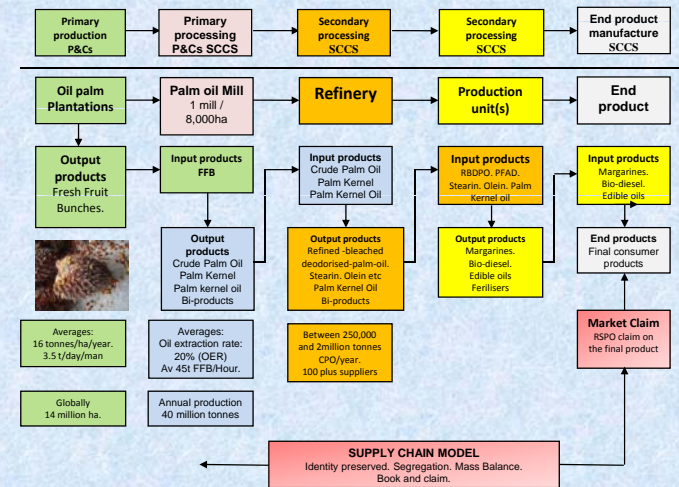 Primary
production
P&Cs
Primary
processing
P&Cs SCCS
Secondary
processing
SCCS
Secondary
processing
SCCS
End product
manufacture
SCCS
Oil palm
Plantations
Palm oil Mill
1 mill /
8,000ha
Refinery
Production
unit(s)
End
product
Output
products
Fresh Fruit
Bunches.
Input products
FFB
Input products
Crude Palm Oil
Palm Kernel
Palm Kernel Oil
Input products
RBDPO. PFAD.
Stearin. Olein. Palm
Kernel oil
Input products
Margarines.
Bio-diesel.
Edible oils
Output
products
Crude Palm Oil
Palm Kernel
Palm kernel oil
Bi-products
Output products
Refined -bleached
deodorised-palm-oil.
Stearin. Olein etc
Palm Kernel Oil
Bi-products
Output products
Margarines.
Bio-diesel.
Edible oils
Ferilisers
End products
Final consumer
products
Averages:
16 tonnes/ha/year.
3.5 t/day/man
Averages:
Oil extraction rate:
20% (OER)
Av 45t FFB/Hour.
Between 250,000
and 2million tonnes
CPO/year.
100 plus suppliers
Market Claim
RSPO claim on
the final product
Globally
14 million ha.
Annual production
40 million tonnes
SUPPLY CHAIN MODEL
Identity preserved. Segregation. Mass Balance.
Book and claim.